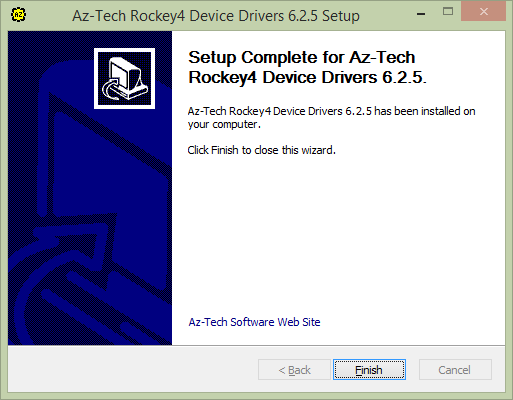 Az-Tech Rockey4 Device Drivers 6.2.5 Setup
Setup Complete for Az-Tech
Rockey4 Device Drivers 6.2.5.
Az-Tech Rockey4 Device Drivers 6.2.5 has been installed on
your computer.
Click Finish to close this wizard.
Az-Tech Software Web Site
< Back
Finish
Cancel